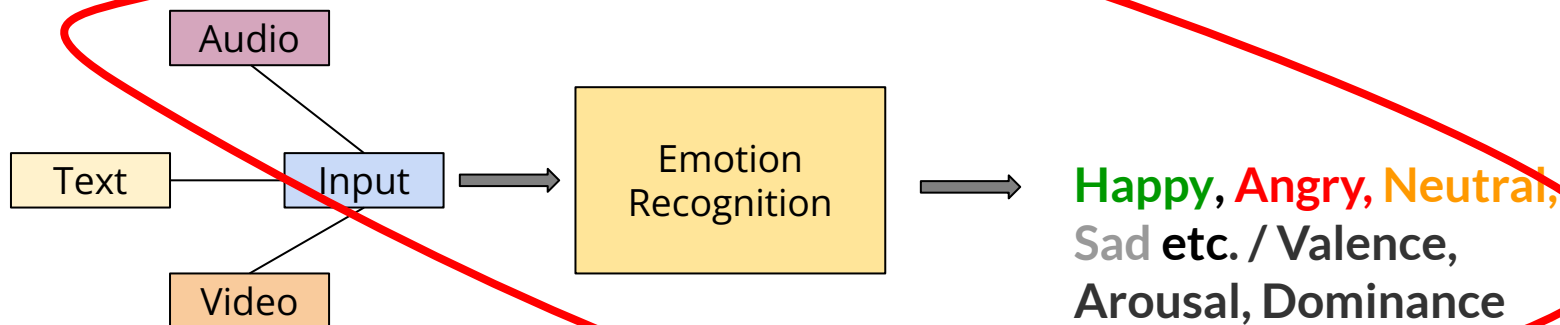 Audio
Text
Input
Video
Emotion
Recognition
Happy, Angry, Neutral,
Sad etc. / Valence,
Arousal, Dominance